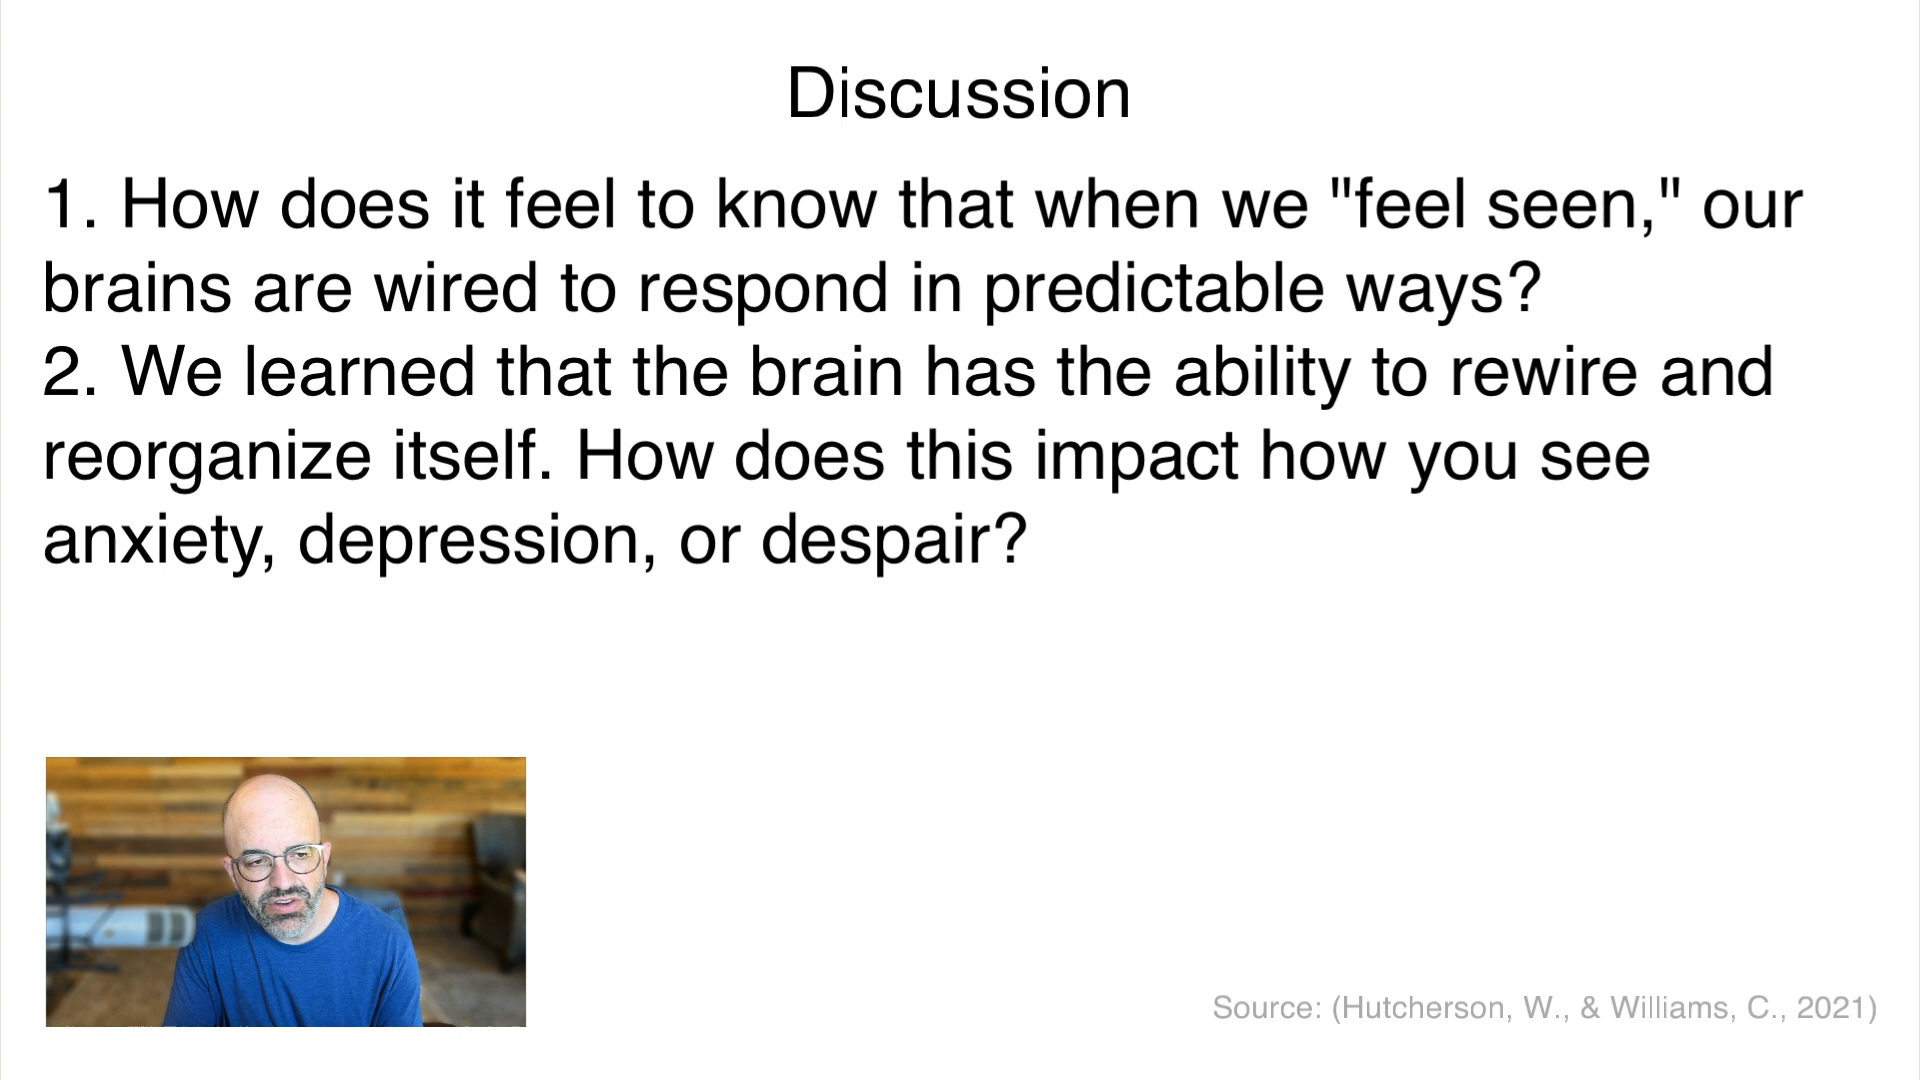 Discussion
1. How does it feel to know that when we "feel seen," our
brains are wired to respond in predictable ways?
2. We learned that the brain has the ability to rewire and
reorganize itself. How does this impact how you see
anxiety, depression, or despair?
Source: (Hutcherson, W., & Williams, C., 2021)